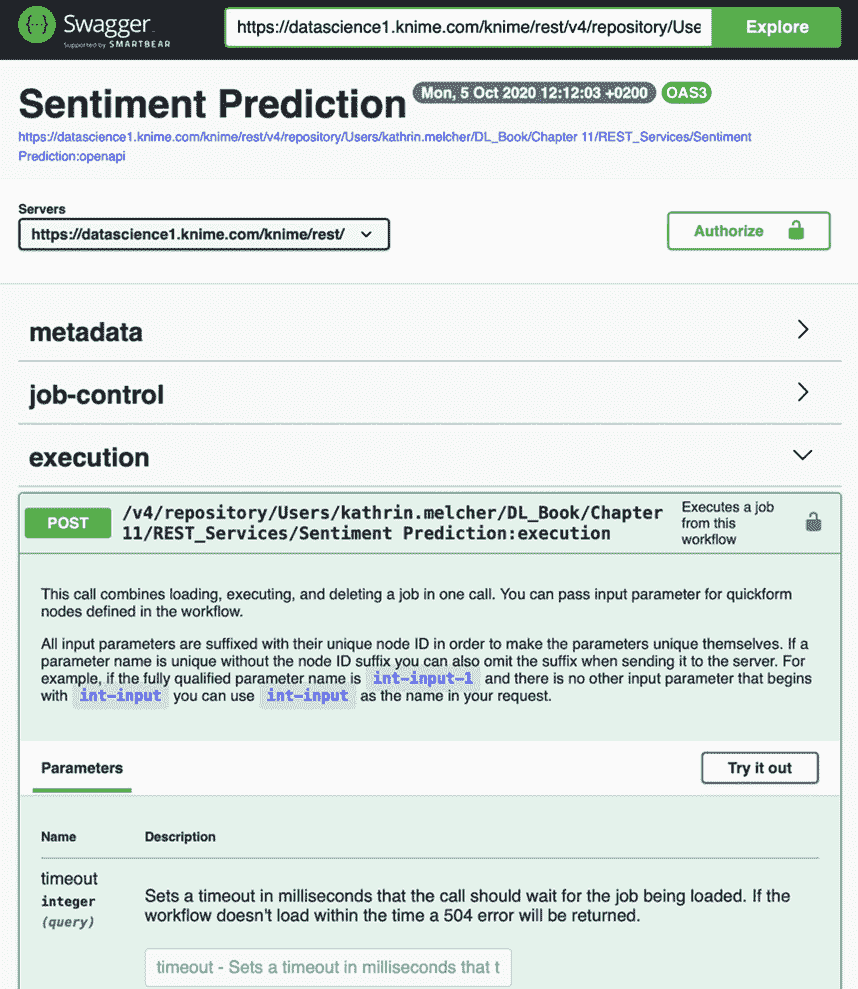 Swagger
Supported by SMARTBEAR
https://datascience1.knime.com/knime/rest/v4/repository/Use
Explore
Sentiment Prediction
Mon, 5 Oct 2020 12:12:03 +0200
OAS3
https://datascience1.knime.com/knime/rest/v4/repository/Users/kathrin.melcher/DL_Book/Chapter 11/REST_Services/Sentiment
Prediction:openapi
Servers
https://datascience1.knime.com/knime/rest/
Authorize
metadata
job-control
execution
POST
/v4/repository/Users/kathrin.melcher/DL_Book/Chapter
11/REST_Services/Sentiment Prediction:execution
Executes a job
from this
workflow
This call combines loading, executing, and deleting a job in one call. You can pass input parameter for quickform
nodes defined in the workflow.
All input parameters are suffixed with their unique node ID in order to make the parameters unique themselves. If a
parameter name is unique without the node ID suffix you can also omit the suffix when sending it to the server. For
example, if the fully qualified parameter name is int-input-1 and there is no other input parameter that begins
with int-input you can use int-input as the name in your request.
Parameters
Try it out
Name Description
timeout
integer
(query)
Sets a timeout in milliseconds that the call should wait for the job being loaded. If the
workflow doesn't load within the time a 504 error will be returned.
timeout - Sets a timeout in milliseconds that t